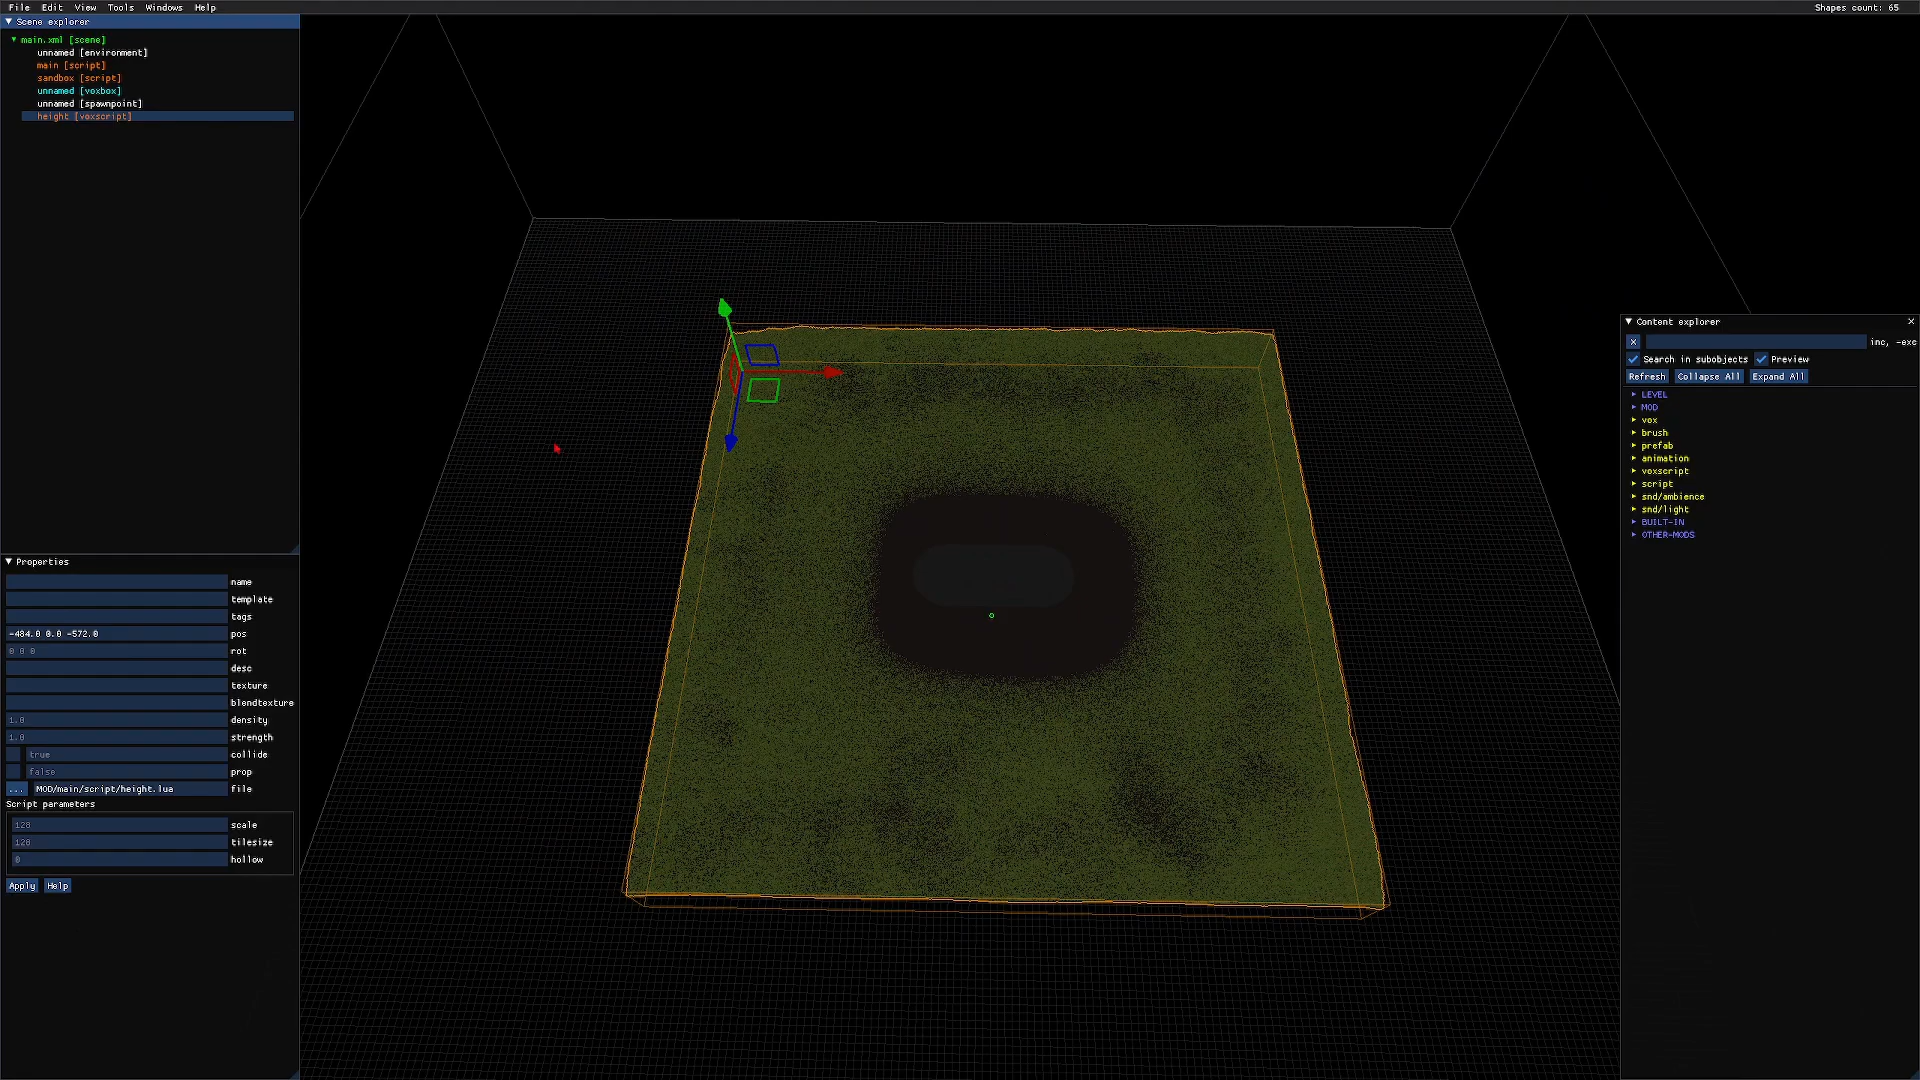 File Edit View Tools Windows Help
Shapes count: 65
Scene explorer
main.xml [scene]
unnamed [environment]
main [script]
sandbox [script]
unnamed [voxbox]
unnamed [spawnpoint]
height [voxscript]
Properties
name
template
tags
-484.0 0.0 -572.0 pos
0 0 0 rot
desc
texture
blendtexture
1.0 density
1.0 strength
true collide
false prop
... MOD/main/script/height.lua file
Script parameters
128 scale
128 tilesize
0 hollow
Apply Help
Content explorer
inc, -exc
Search in subobjects Preview
Refresh Collapse All Expand All
LEVEL
MOD
vox
brush
prefab
animation
voxscript
script
snd/ambience
snd/light
BUILT-IN
OTHER-MODS